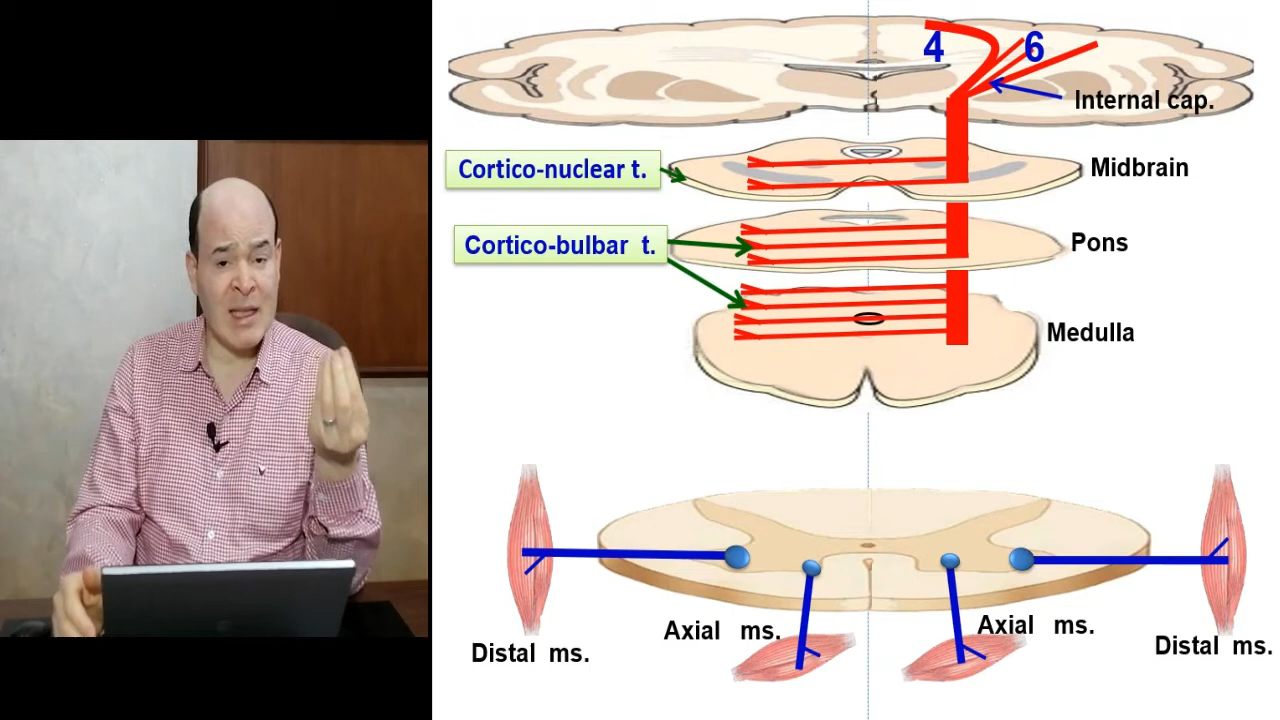 4
6
Internal cap.
Cortico-nuclear t.
Midbrain
Cortico-bulbar t.
Pons
Medulla
Axial ms.
Axial ms.
Distal ms.
Distal ms.